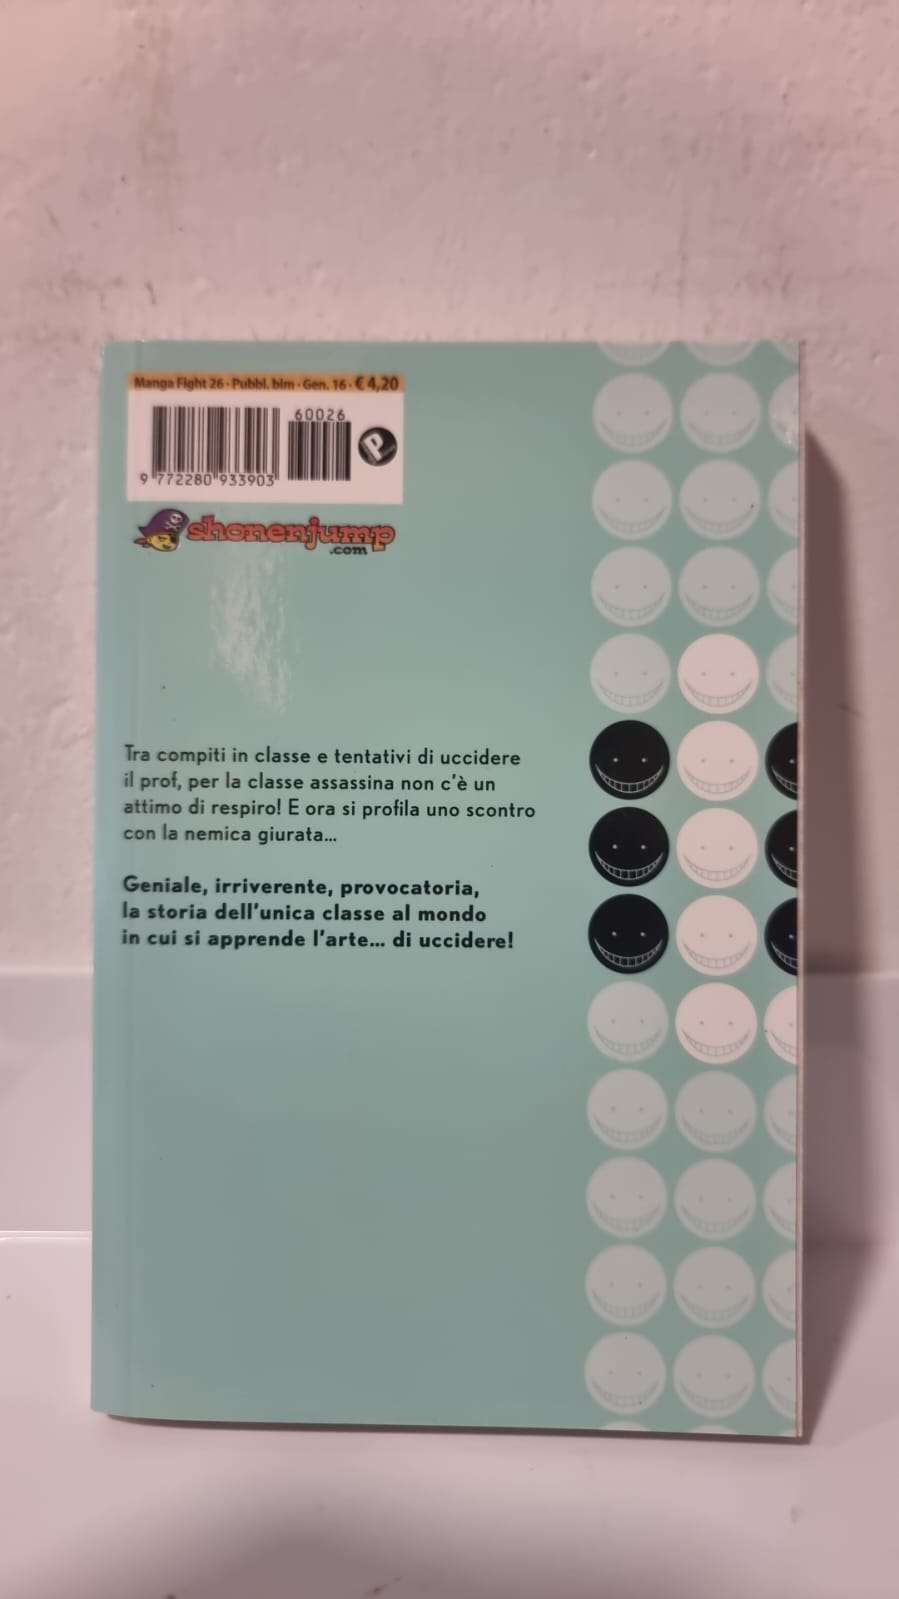 Manga Fight 26 • Pubbl. bim • Gen. 16 • € 4,20
60026
9 772280 933903
P
shonenjump
.com
Tra compiti in classe e tentativi di uccidere
il prof, per la classe assassina non c'è un
attimo di respiro! E ora si profila uno scontro
con la nemica giurata...
Geniale, irriverente, provocatoria,
la storia dell'unica classe al mondo
in cui si apprende l'arte... di uccidere!